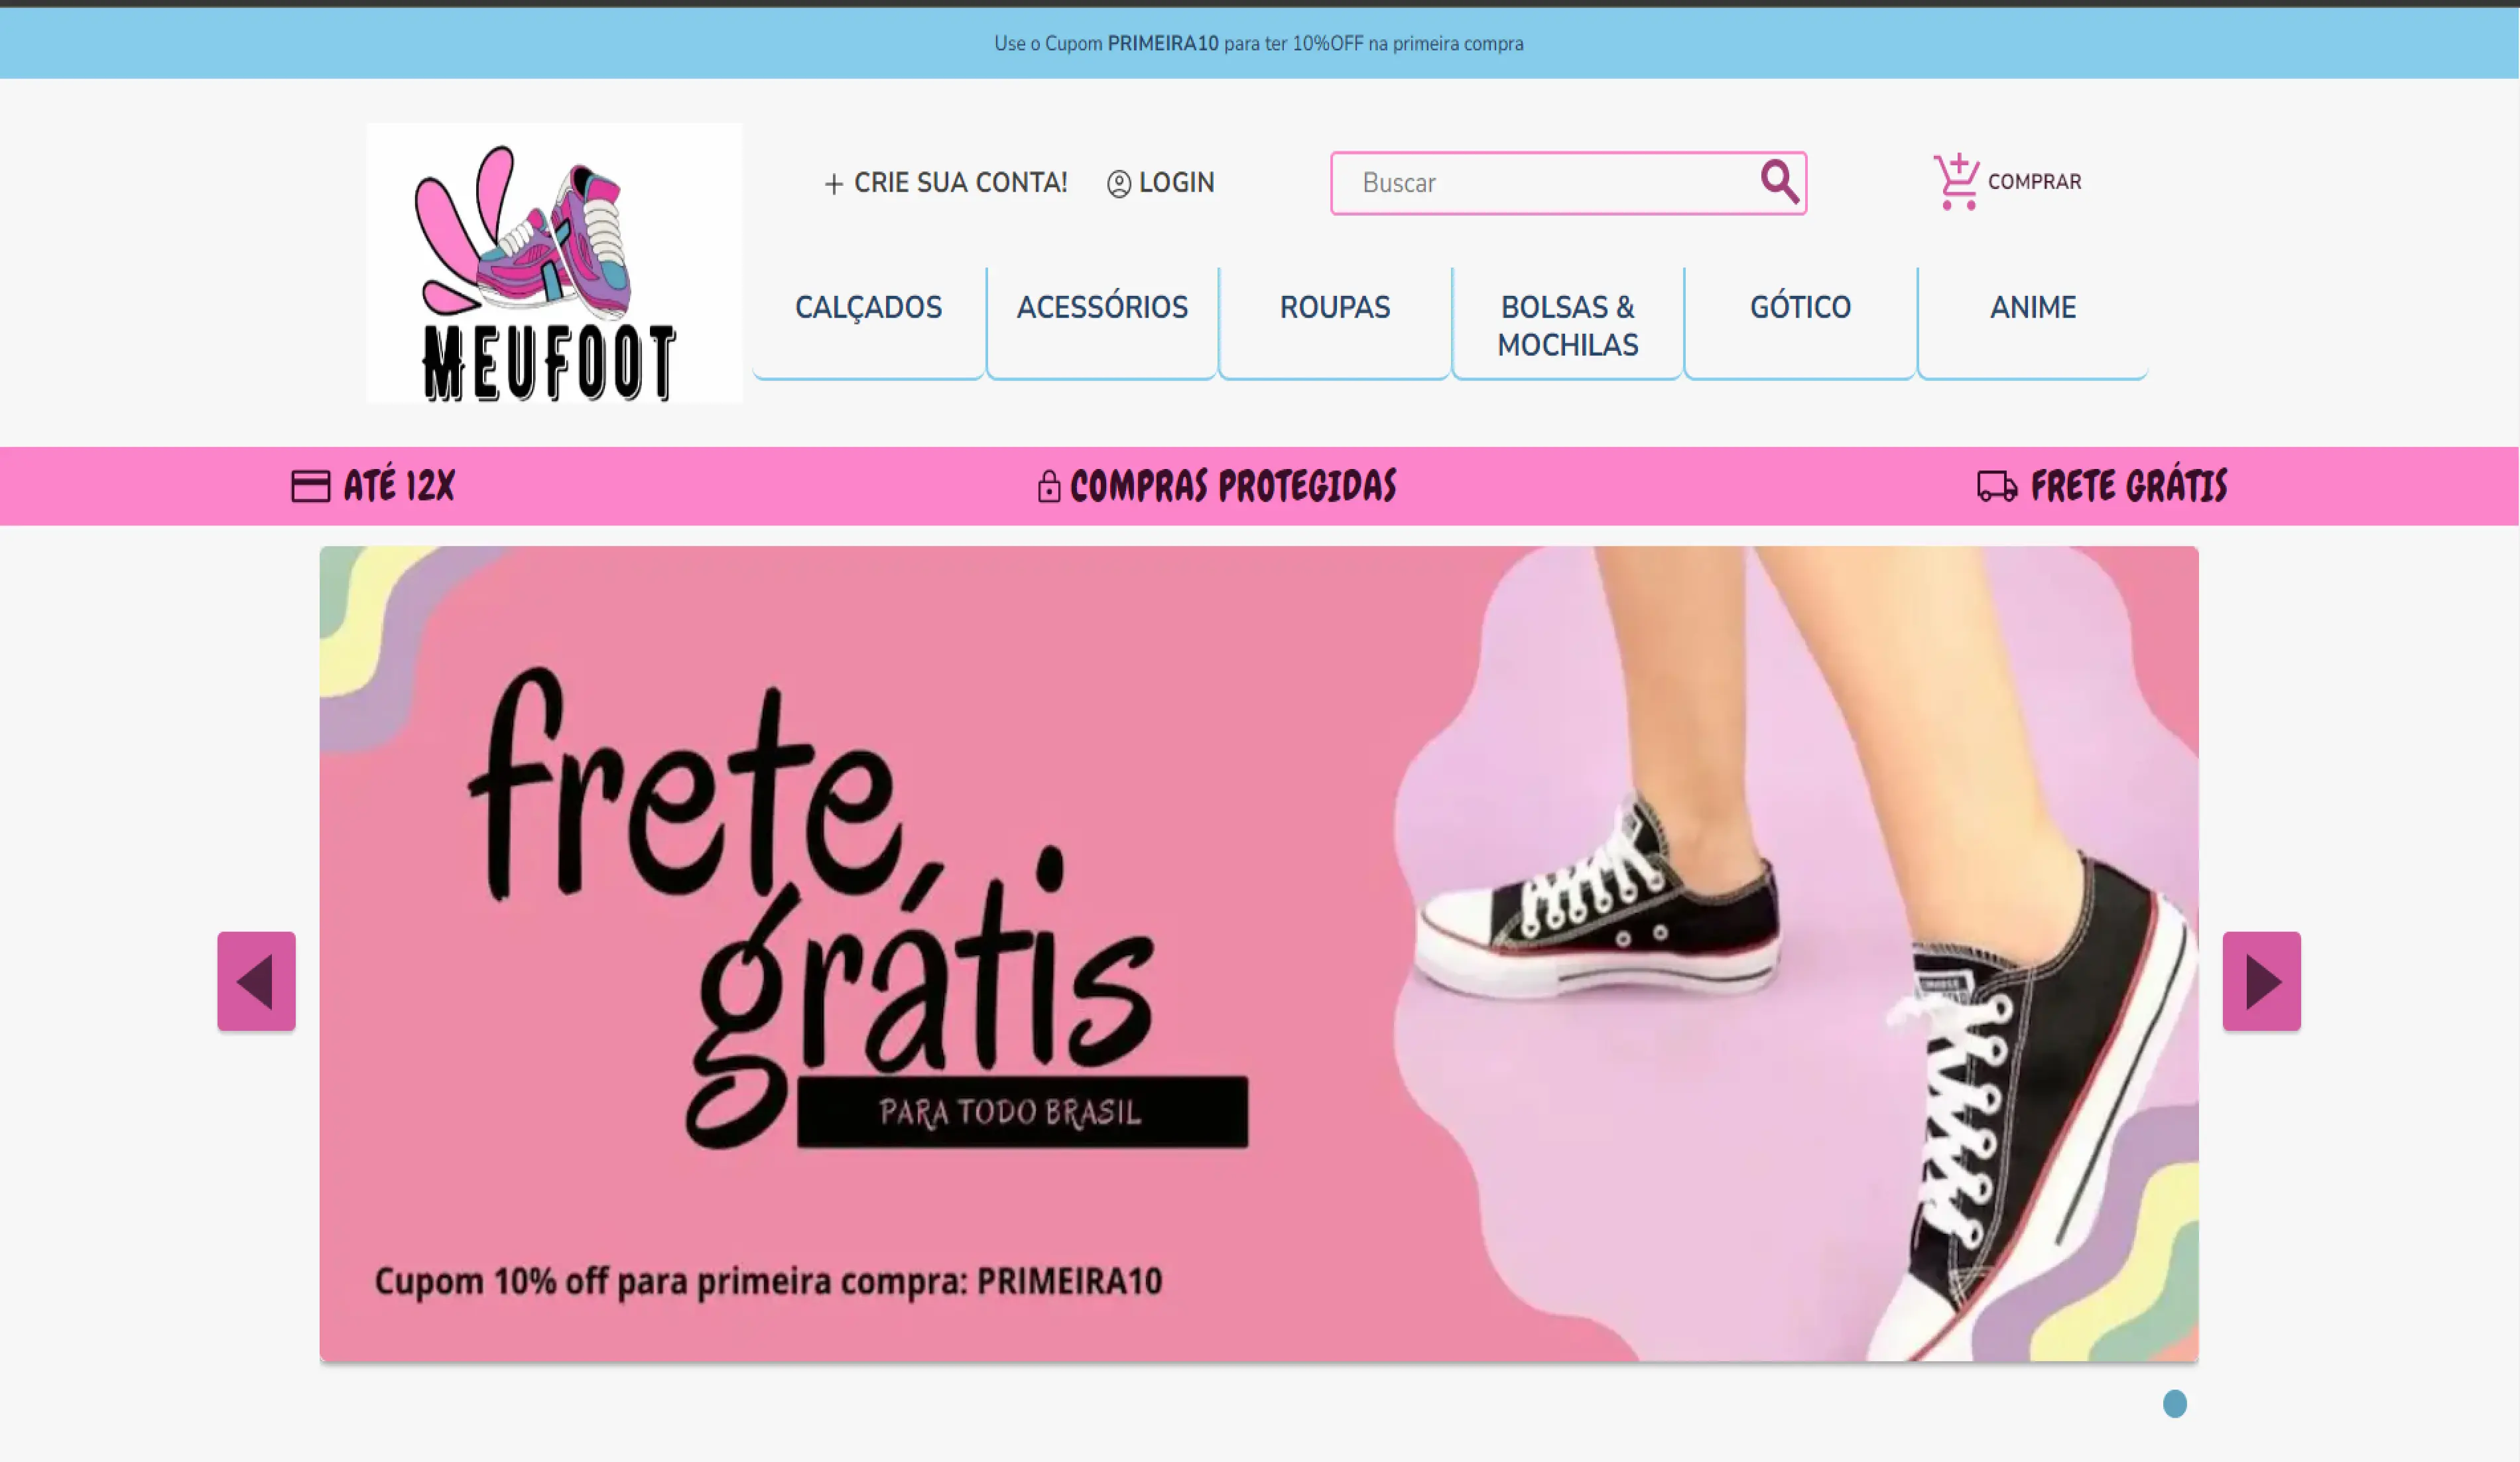 Use o Cupom PRIMEIRA10 para ter 10%OFF na primeira compra
MEUFOOT
+ CRIE SUA CONTA!
LOGIN
Buscar
COMPRAR
CALÇADOS
ACESSÓRIOS
ROUPAS
BOLSAS &
MOCHILAS
GÓTICO
ANIME
ATÉ 12X
COMPRAS PROTEGIDAS
FRETE GRÁTIS
frete
grátis
PARA TODO BRASIL
Cupom 10% off para primeira compra: PRIMEIRA10